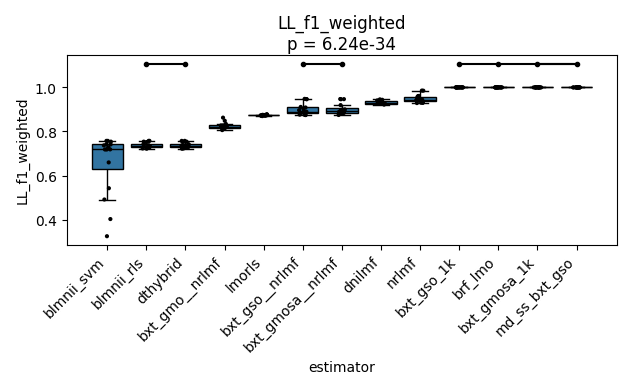 LL_f1_weighted
p = 6.24e-34
LL_f1_weighted
1.0
0.8
0.6
0.4
blmnii_svm
blmnii_rls
dthybrid
bxt_gmo__nrlmf
lmorls
bxt_gso__nrlmf
bxt_gmosa__nrlmf
dnilmf
nrlmf
bxt_gso_1k
brf_lmo
bxt_gmosa_1k
md_ss_bxt_gso
estimator